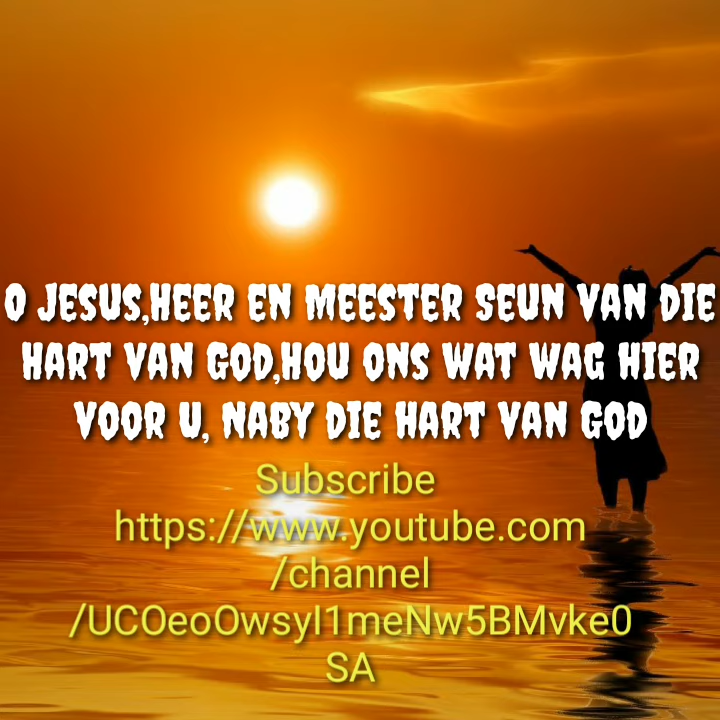 O JESUS,HEER EN MEESTER SEUN VAN DIE
HART VAN GOD,HOU ONS WAT WAG HIER
VOOR U, NABY DIE HART VAN GOD
Subscribe
https://www.youtube.com
/channel
/UCOeoOwsyI1meNw5BMvke0
SA